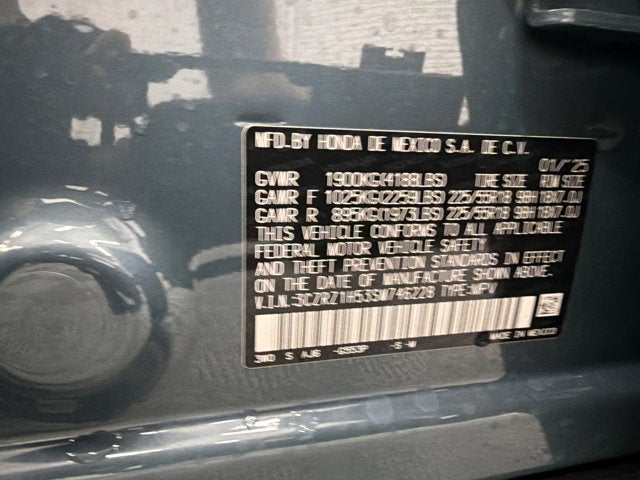 MFD.BY HONDA DE MEXICO S.A. DE C.V.
01/'25
GVWR 1900KG(4188LBS) TIRE SIZE RIM SIZE
GAWR F 1025KG(2259LBS) 225/55R18 98H 18X7.0J
GAWR R 895KG(1973LBS) 225/55R18 98H 18X7.0J
THIS VEHICLE CONFORMS TO ALL APPLICABLE
FEDERAL MOTOR VEHICLE SAFETY
AND THEFT PREVENTION STANDARDS IN EFFECT
ON THE DATE OF MANUFACTURE SHOWN ABOVE.
V.I.N.:3CZRZ1H53SM746228 TYPE:MPV
3W0 S AJ6 -S-M
MADE IN MEXICO